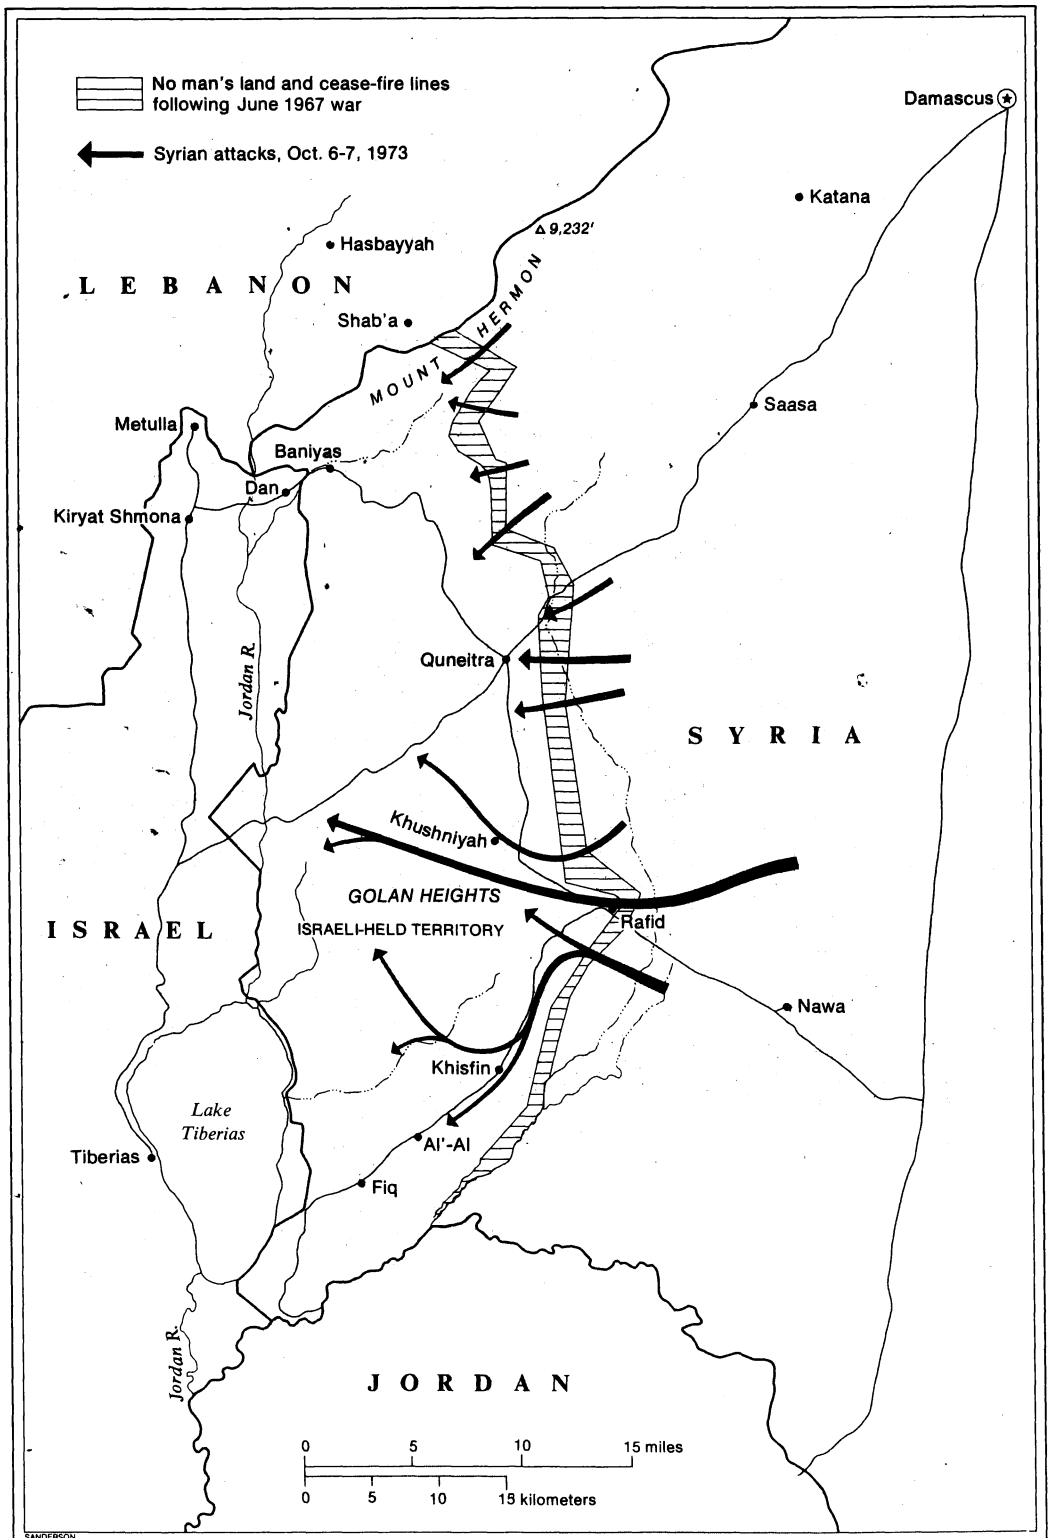 No man's land and cease-fire lines
following June 1967 war
Syrian attacks, Oct. 6-7, 1973
Damascus
Katana
9,232'
Hasbayyah
LEBANON
Shab'a
MOUNT HERMON
Saasa
Metulla
Baniyas
Dan
Kiryat Shmona
Jordan R.
Quneitra
SYRIA
Khushniyah
GOLAN HEIGHTS
ISRAELI-HELD TERRITORY
ISRAEL
Rafid
Nawa
Khisfin
Lake
Tiberias
Al'-Al
Tiberias
Fiq
Jordan R.
JORDAN
0 5 10 15 miles
0 5 10 15 kilometers
SANDERSON